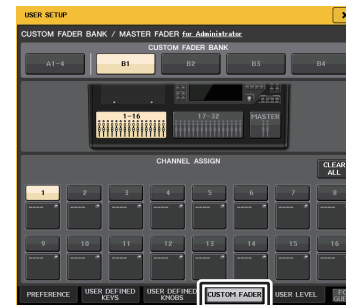 USER SETUP
CUSTOM FADER BANK / MASTER FADER for Administrator
CUSTOM FADER BANK
A1-4 B1 B2 B3 B4
1-16 17-32 MASTER
CHANNEL ASSIGN
CLEAR ALL
1 2 3 4 5 6 7 8
---- ---- ---- ---- ---- ---- ---- ----
9 10 11 12 13 14 15 16
---- ---- ---- ---- ---- ---- ---- ----
PREFERENCE USER DEFINED KEYS USER DEFINED KNOBS CUSTOM FADER USER LEVEL